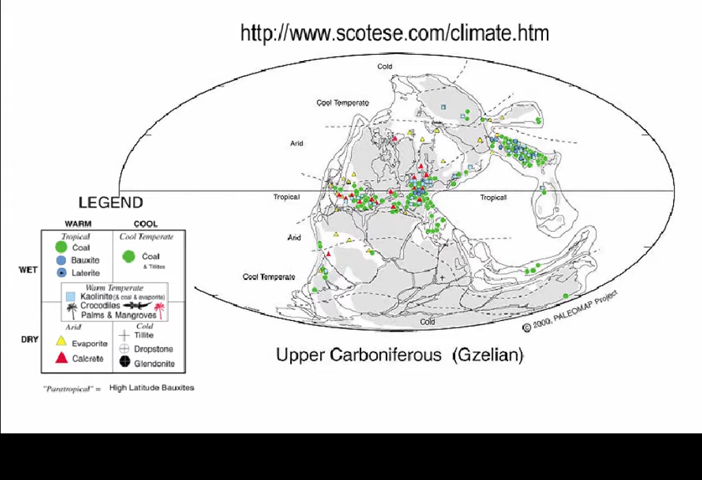 http://www.scotese.com/climate.htm
Cold
Cool Temperate
Arid
Tropical
Tropical
Arid
Cool Temperate
Cold
© 2000, PALEOMAP Project
Upper Carboniferous (Gzelian)
LEGEND
WARM COOL
WET
Tropical
Coal
Bauxite
Laterite
Cool Temperate
Coal
& Tillites
Warm Temperate
Kaolinite(& coal & evaporite)
Crocodiles
Palms & Mangroves
DRY
Arid
Evaporite
Calcrete
Cold
Tillite
Dropstone
Glendonite
"Paratropical" = High Latitude Bauxites